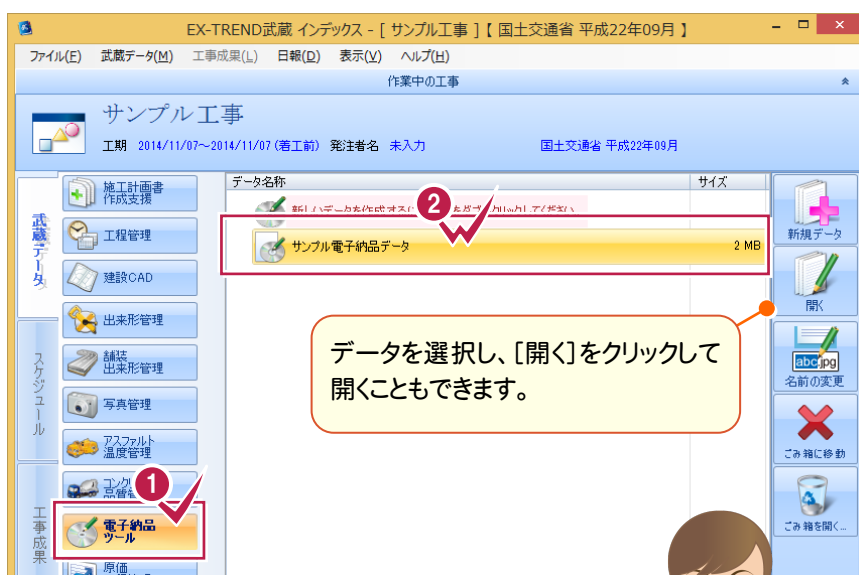 EX-TREND武蔵 インデックス - [ サンプル工事 ]【 国土交通省 平成22年09月 】
ファイル(F) 武蔵データ(M) 工事成果(L) 日報(D) 表示(V) ヘルプ(H)
作業中の工事
サンプル工事
工期 2014/11/07～2014/11/07 (着工前) 発注者名 未入力 国土交通省 平成22年09月
武蔵データ
スケジュール
工事成果
施工計画書
作成支援
工程管理
建設CAD
出来形管理
舗装
出来形管理
写真管理
アスファルト
温度管理
1
電子納品
ツール
原価
データ名称 サイズ
2
サンプル電子納品データ 2 MB
データを選択し、[開く]をクリックして
開くこともできます。
新規データ
開く
abc.jpg
名前の変更
ごみ箱に移動
ごみ箱を開く...